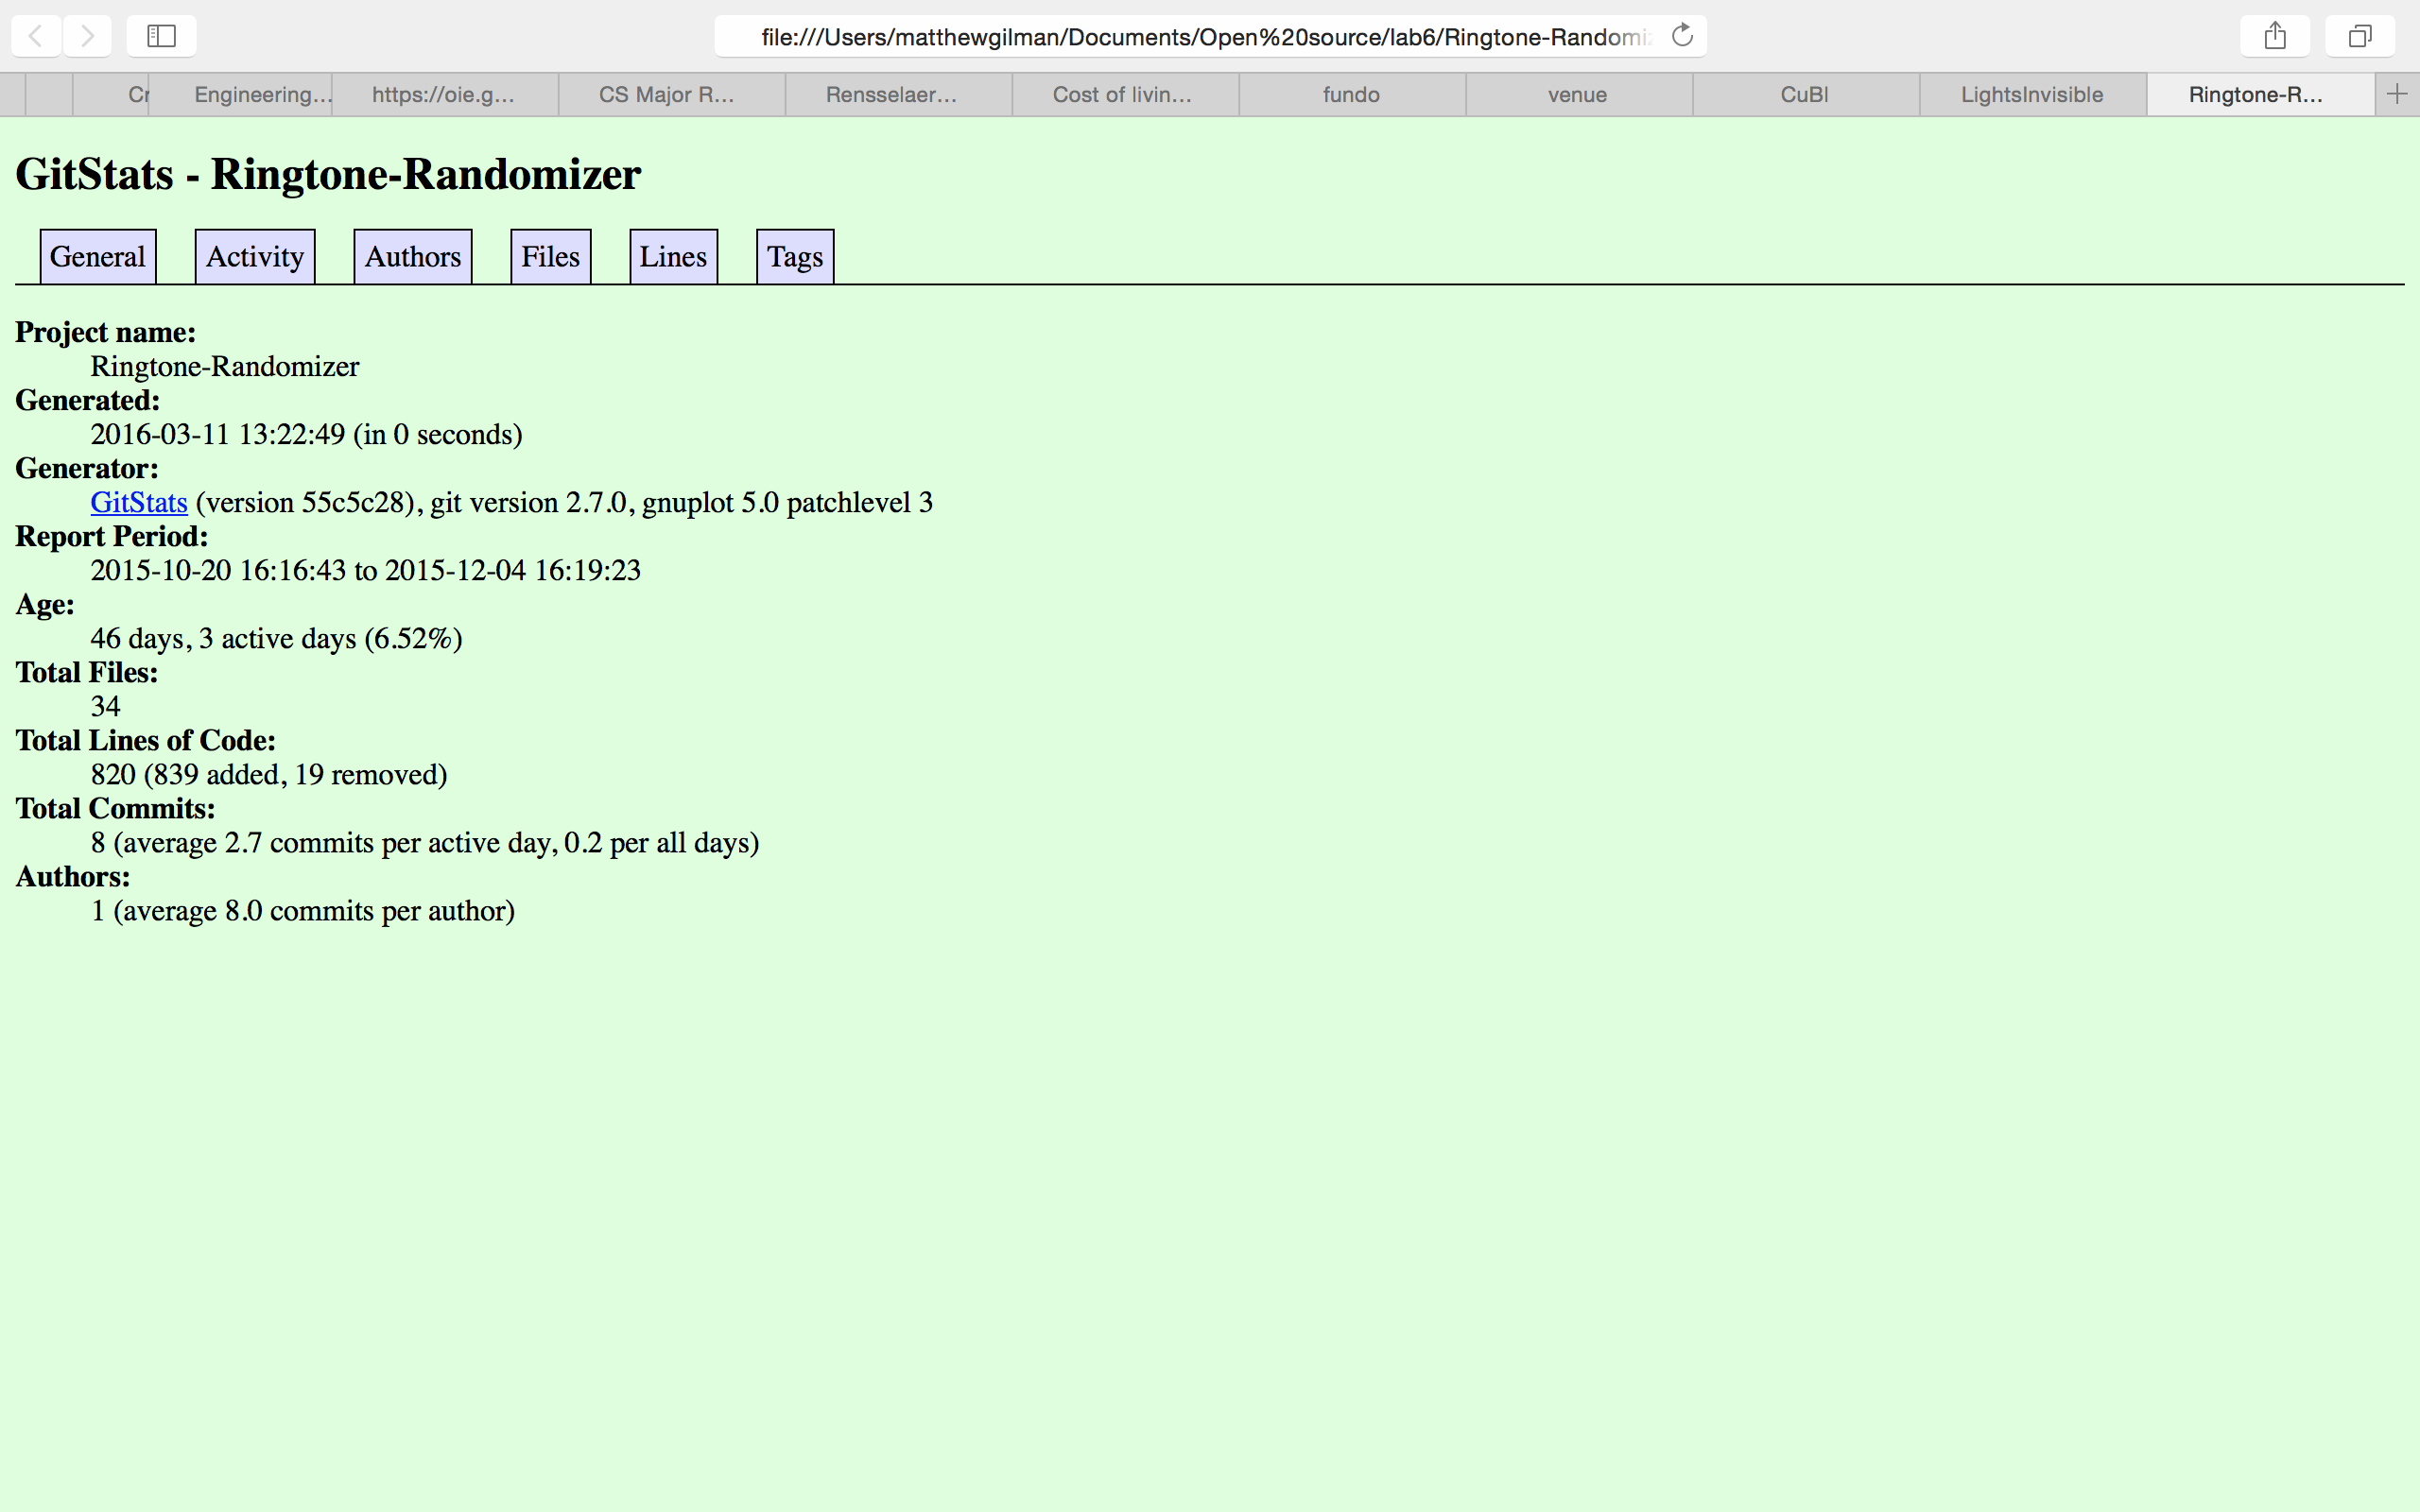 file:///Users/matthewgilman/Documents/Open%20source/lab6/Ringtone-Randomi
Engineering... https://oie.g... CS Major R... Rensselaer... Cost of livin... fundo venue CuBI LightsInvisible Ringtone-R...
GitStats - Ringtone-Randomizer
General Activity Authors Files Lines Tags
Project name:
Ringtone-Randomizer
Generated:
2016-03-11 13:22:49 (in 0 seconds)
Generator:
GitStats (version 55c5c28), git version 2.7.0, gnuplot 5.0 patchlevel 3
Report Period:
2015-10-20 16:16:43 to 2015-12-04 16:19:23
Age:
46 days, 3 active days (6.52%)
Total Files:
34
Total Lines of Code:
820 (839 added, 19 removed)
Total Commits:
8 (average 2.7 commits per active day, 0.2 per all days)
Authors:
1 (average 8.0 commits per author)